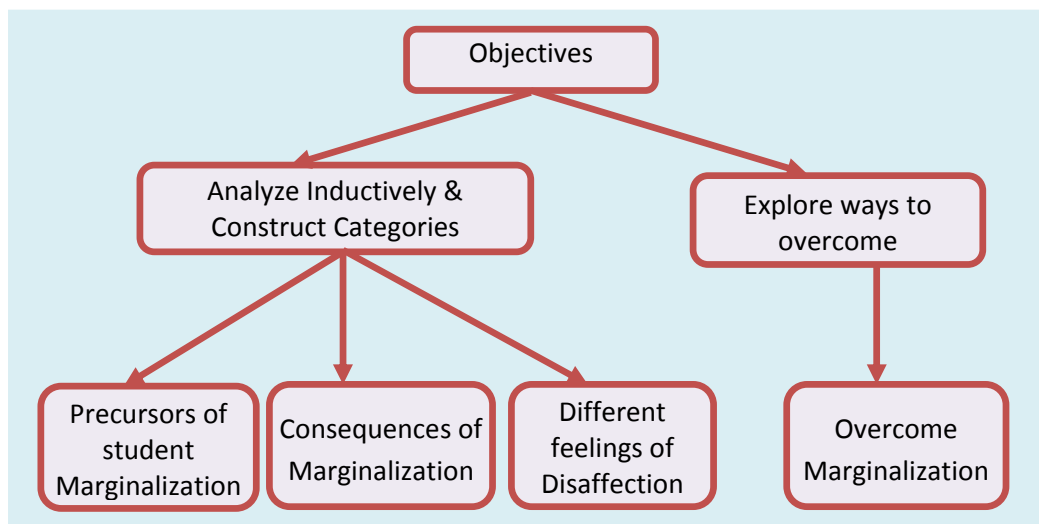 Objectives
Analyze Inductively &
Construct Categories
Explore ways to
overcome
Precursors of
student
Marginalization
Consequences of
Marginalization
Different
feelings of
Disaffection
Overcome
Marginalization